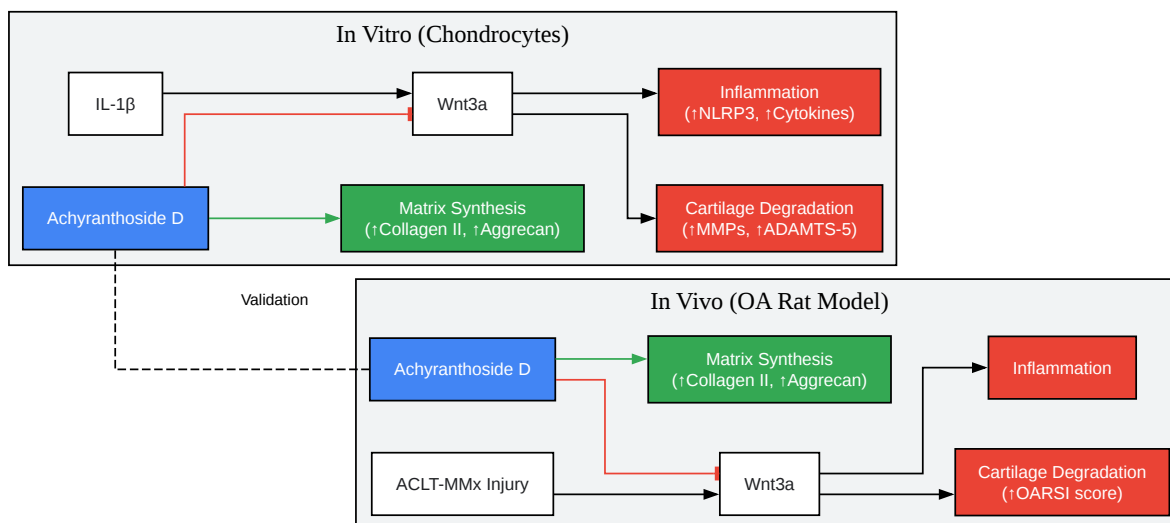 In Vitro (Chondrocytes)
IL-1β
Wnt3a
Inflammation
(↑NLRP3, ↑Cytokines)
Achyranthoside D
Matrix Synthesis
(↑Collagen II, ↑Aggrecan)
Cartilage Degradation
(↑MMPs, ↑ADAMTS-5)
Validation
In Vivo (OA Rat Model)
Achyranthoside D
Matrix Synthesis
(↑Collagen II, ↑Aggrecan)
Inflammation
ACLT-MMx Injury
Wnt3a
Cartilage Degradation
(↑OARSI score)